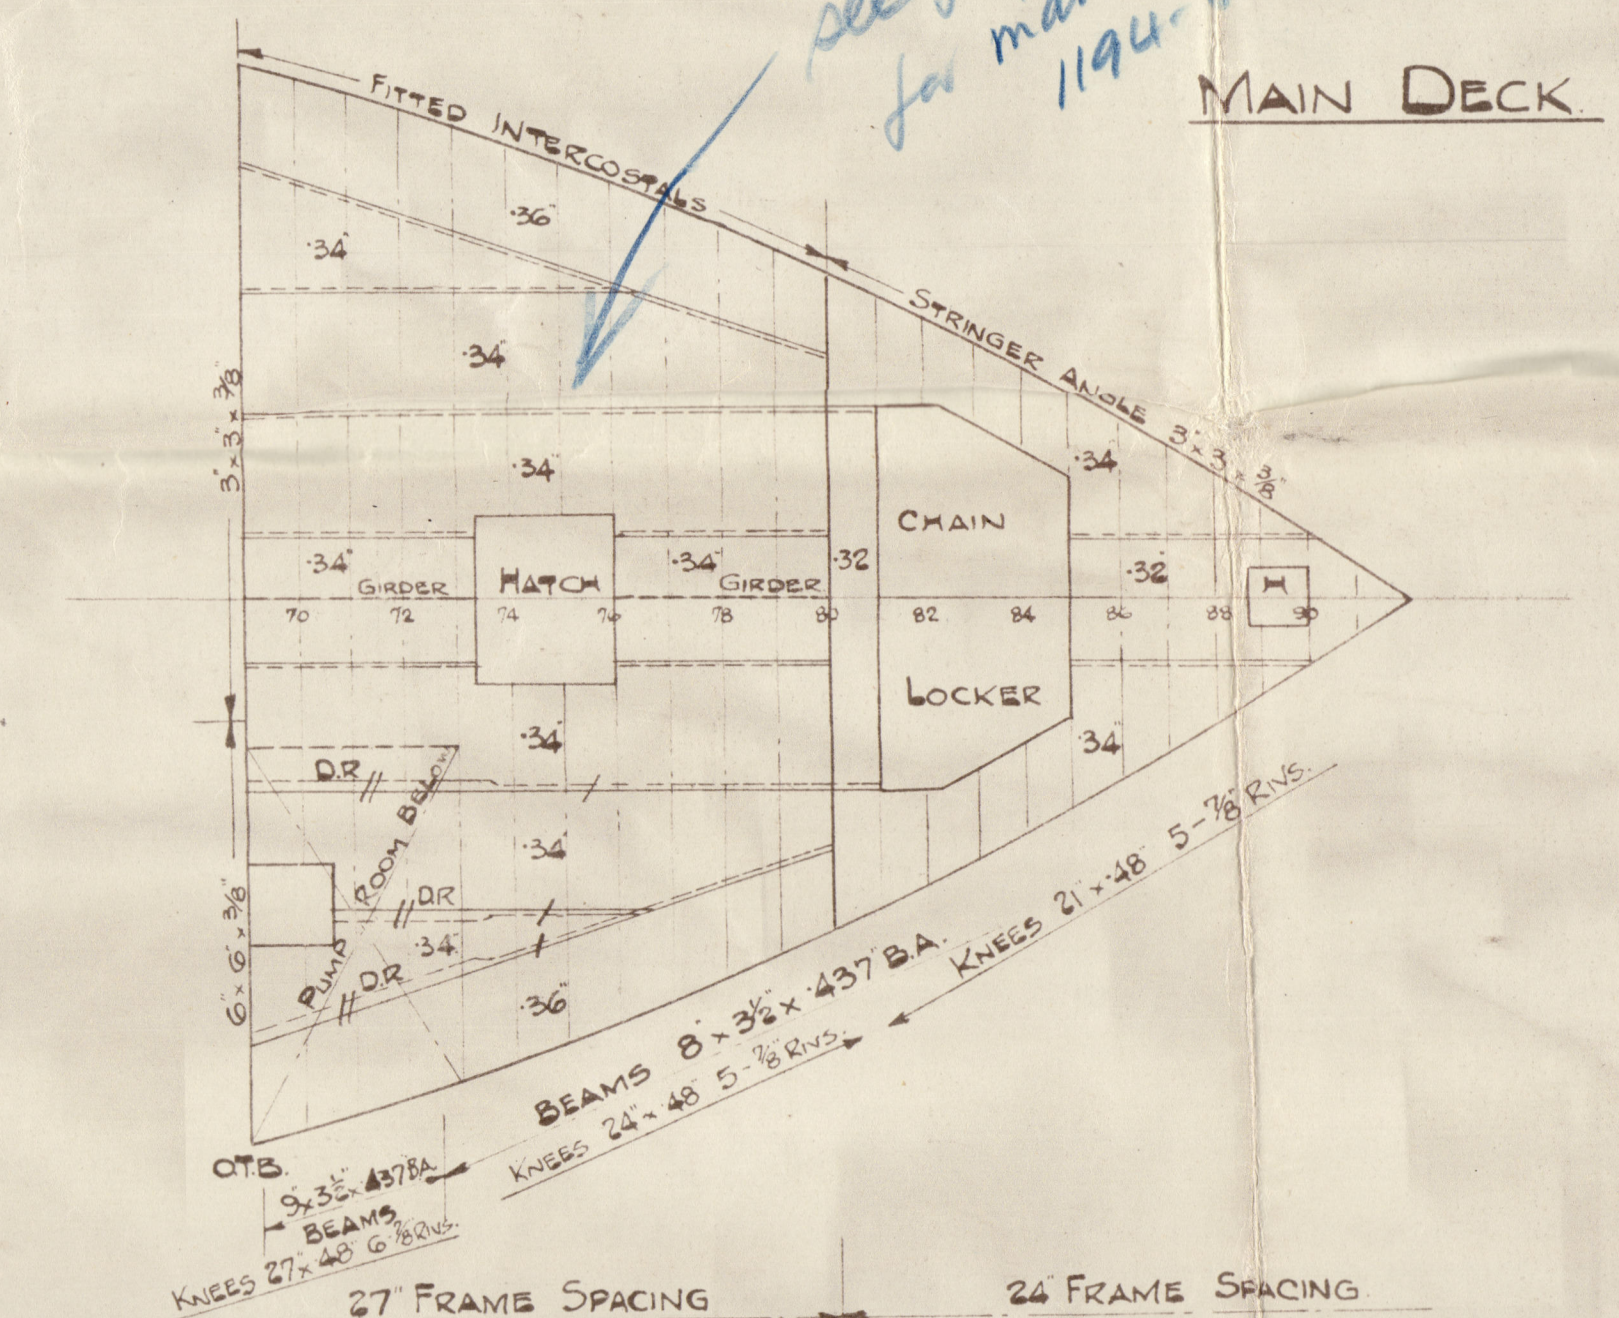 for
1194-
MAIN DECK.
FITTED INTERCOSTALS
STRINGER ANGLE 3" x 3" x 3/8"
.36"
.34"
.34"
3" x 3" x 3/8"
.34"
.34"
.34"
CHAIN
.34"
GIRDER
HATCH
.34"
GIRDER
.32
.32"
H
70 72 74 76 78 80 82 84 86 88 90
LOCKER
.34"
.34"
D.R
PUMP ROOM BELOW
.34"
D.R
.34"
D.R
.36"
6" x 6" x 3/8"
O.T.B.
BEAMS 8" x 3½" x .437" B.A.
KNEES 21" x .48" 5-7/8" RIVS.
KNEES 24" x .48" 5-7/8" RIVS.
9" x 3½" x .437 BA
BEAMS
KNEES 27" x .48" 6 7/8" RIVS.
27" FRAME SPACING
24" FRAME SPACING.